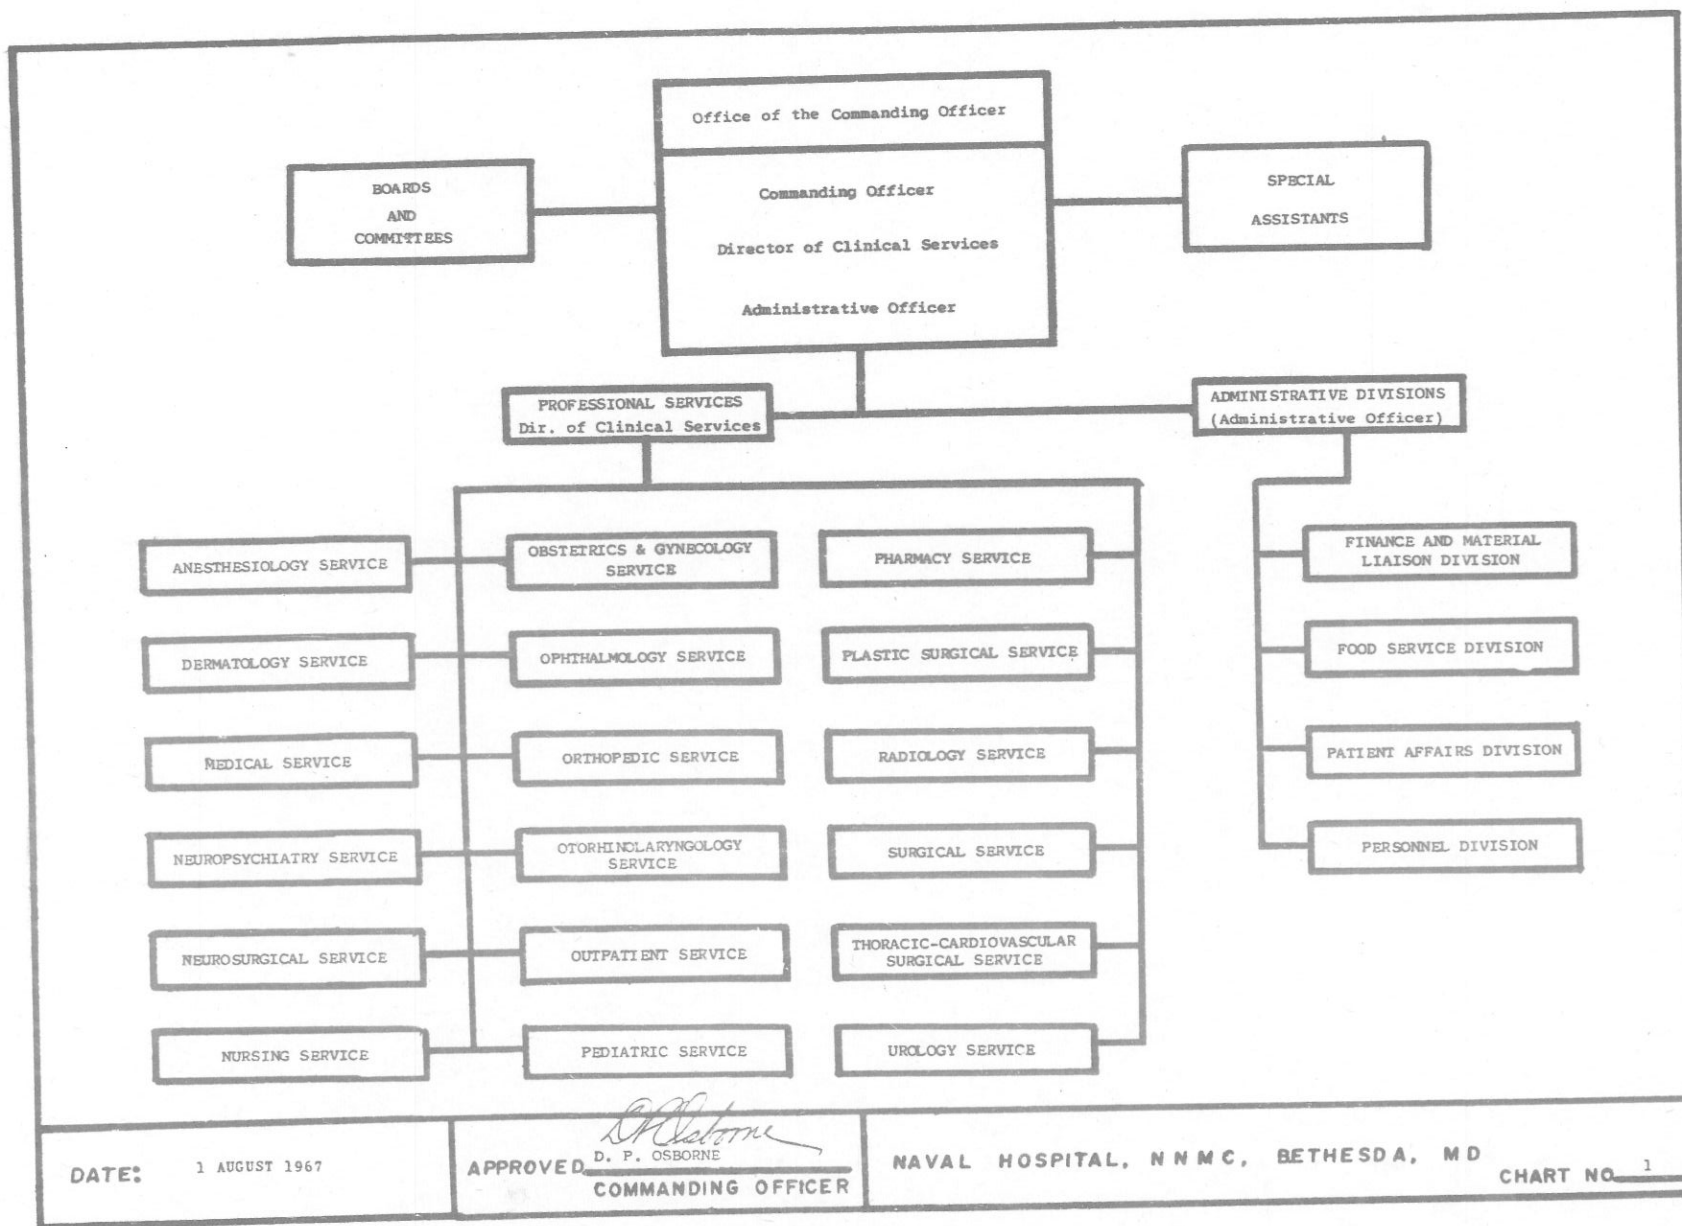 Office of the Commanding Officer
BOARDS
AND
COMMITTEES
Commanding Officer
Director of Clinical Services
Administrative Officer
SPECIAL
ASSISTANTS
PROFESSIONAL SERVICES
Dir. of Clinical Services
ADMINISTRATIVE DIVISIONS
(Administrative Officer)
ANESTHESIOLOGY SERVICE
OBSTETRICS & GYNECOLOGY
SERVICE
PHARMACY SERVICE
FINANCE AND MATERIAL
LIAISON DIVISION
DERMATOLOGY SERVICE
OPHTHALMOLOGY SERVICE
PLASTIC SURGICAL SERVICE
FOOD SERVICE DIVISION
MEDICAL SERVICE
ORTHOPEDIC SERVICE
RADIOLOGY SERVICE
PATIENT AFFAIRS DIVISION
NEUROPSYCHIATRY SERVICE
OTORHINOLARYNGOLOGY
SERVICE
SURGICAL SERVICE
PERSONNEL DIVISION
NEUROSURGICAL SERVICE
OUTPATIENT SERVICE
THORACIC-CARDIOVASCULAR
SURGICAL SERVICE
NURSING SERVICE
PEDIATRIC SERVICE
UROLOGY SERVICE
DATE: 1 AUGUST 1967
DP Osborne
APPROVED D. P. OSBORNE
COMMANDING OFFICER
NAVAL HOSPITAL, NNMC, BETHESDA, MD
CHART NO. 1